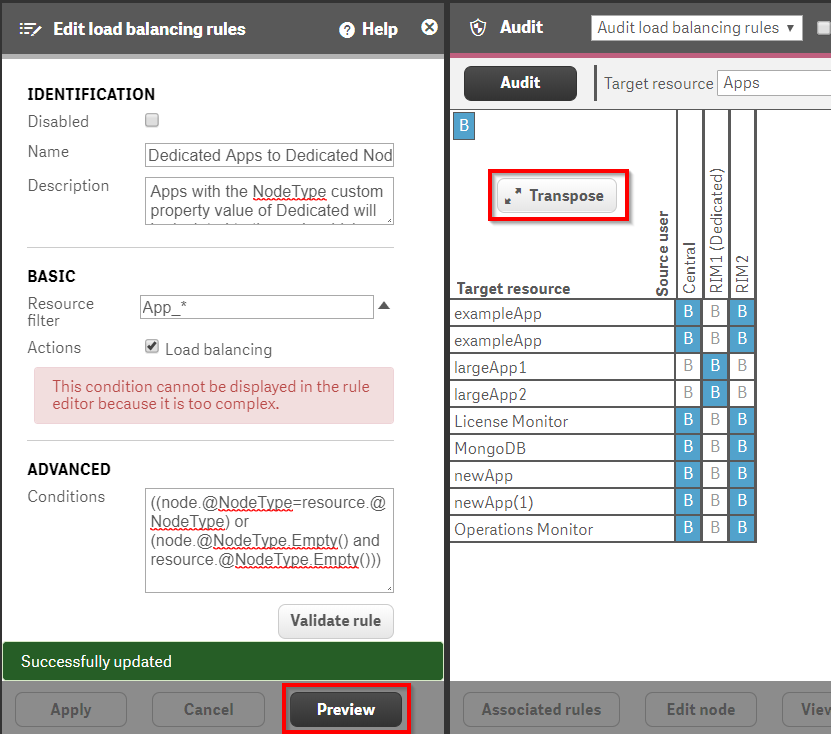 Edit load balancing rules
? Help
IDENTIFICATION
Disabled
Name
Dedicated Apps to Dedicated Nod
Description
Apps with the NodeType custom
property value of Dedicated will
BASIC
Resource
filter
App_*
Actions
Load balancing
This condition cannot be displayed in the rule
editor because it is too complex.
ADVANCED
Conditions
((node.@NodeType=resource.@
NodeType) or
(node.@NodeType.Empty() and
resource.@NodeType.Empty()))
Validate rule
Successfully updated
Apply
Cancel
Preview
Audit
Audit load balancing rules
Audit
Target resource
Apps
B
Transpose
Target resource
Source user
Central
RIM1 (Dedicated)
RIM2
exampleApp B B B
exampleApp B B B
largeApp1 B B B
largeApp2 B B B
License Monitor B B B
MongoDB B B B
newApp B B B
newApp(1) B B B
Operations Monitor B B B
Associated rules
Edit node
View